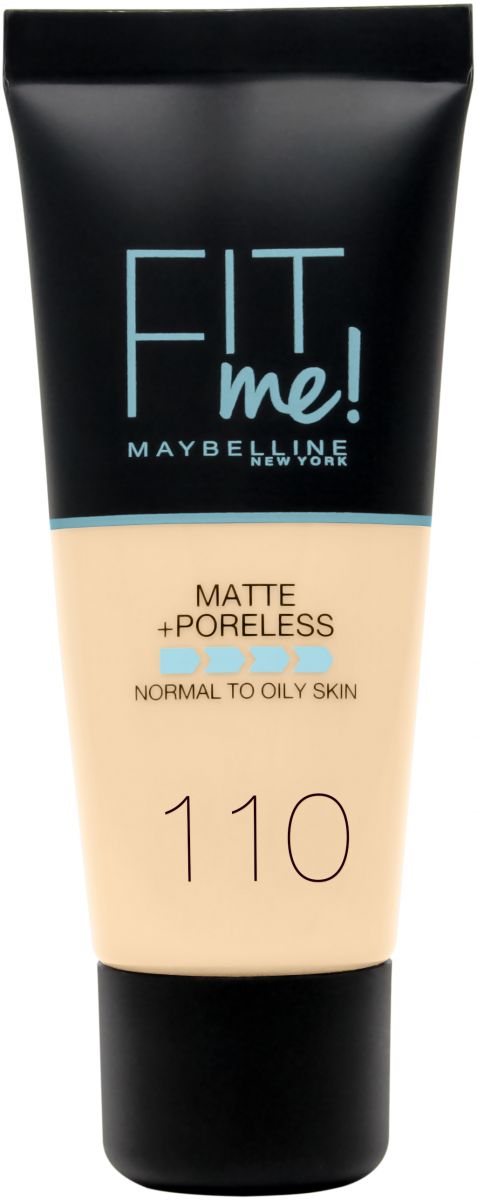 FIT
me!
MAYBELLINE
NEW YORK
MATTE
+PORELESS
NORMAL TO OILY SKIN
110